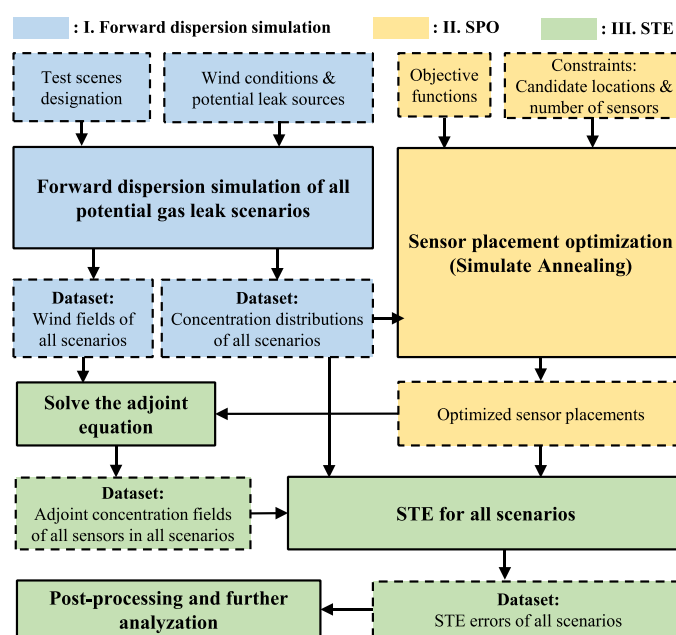 : I. Forward dispersion simulation
: II. SPO
: III. STE
Test scenes
designation
Wind conditions &
potential leak sources
Objective
functions
Constraints:
Candidate locations &
number of sensors
Forward dispersion simulation of all
potential gas leak scenarios
Sensor placement optimization
(Simulate Annealing)
Dataset:
Wind fields of
all scenarios
Dataset:
Concentration distributions
of all scenarios
Solve the adjoint
equation
Optimized sensor placements
Dataset:
Adjoint concentration fields
of all sensors in all scenarios
STE for all scenarios
Post-processing and further
analyzation
Dataset:
STE errors of all scenarios